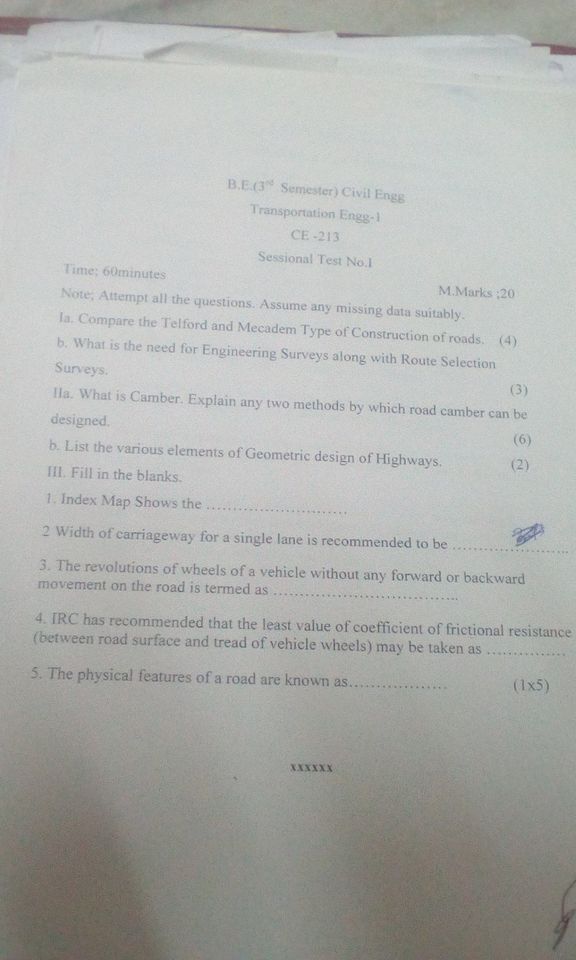 B.E.(3rd Semester) Civil Engg
Transportation Engg-1
CE -213
Sessional Test No.I
Time; 60minutes
M.Marks ;20
Note; Attempt all the questions. Assume any missing data suitably.
Ia. Compare the Telford and Mecadem Type of Construction of roads. (4)
b. What is the need for Engineering Surveys along with Route Selection
Surveys. (3)
IIa. What is Camber. Explain any two methods by which road camber can be
designed. (6)
b. List the various elements of Geometric design of Highways. (2)
III. Fill in the blanks.
1. Index Map Shows the ..............................
2 Width of carriageway for a single lane is recommended to be .........................
3. The revolutions of wheels of a vehicle without any forward or backward
movement on the road is termed as ....................................
4. IRC has recommended that the least value of coefficient of frictional resistance
(between road surface and tread of vehicle wheels) may be taken as ................
5. The physical features of a road are known as.................... (1x5)
xxxxxx